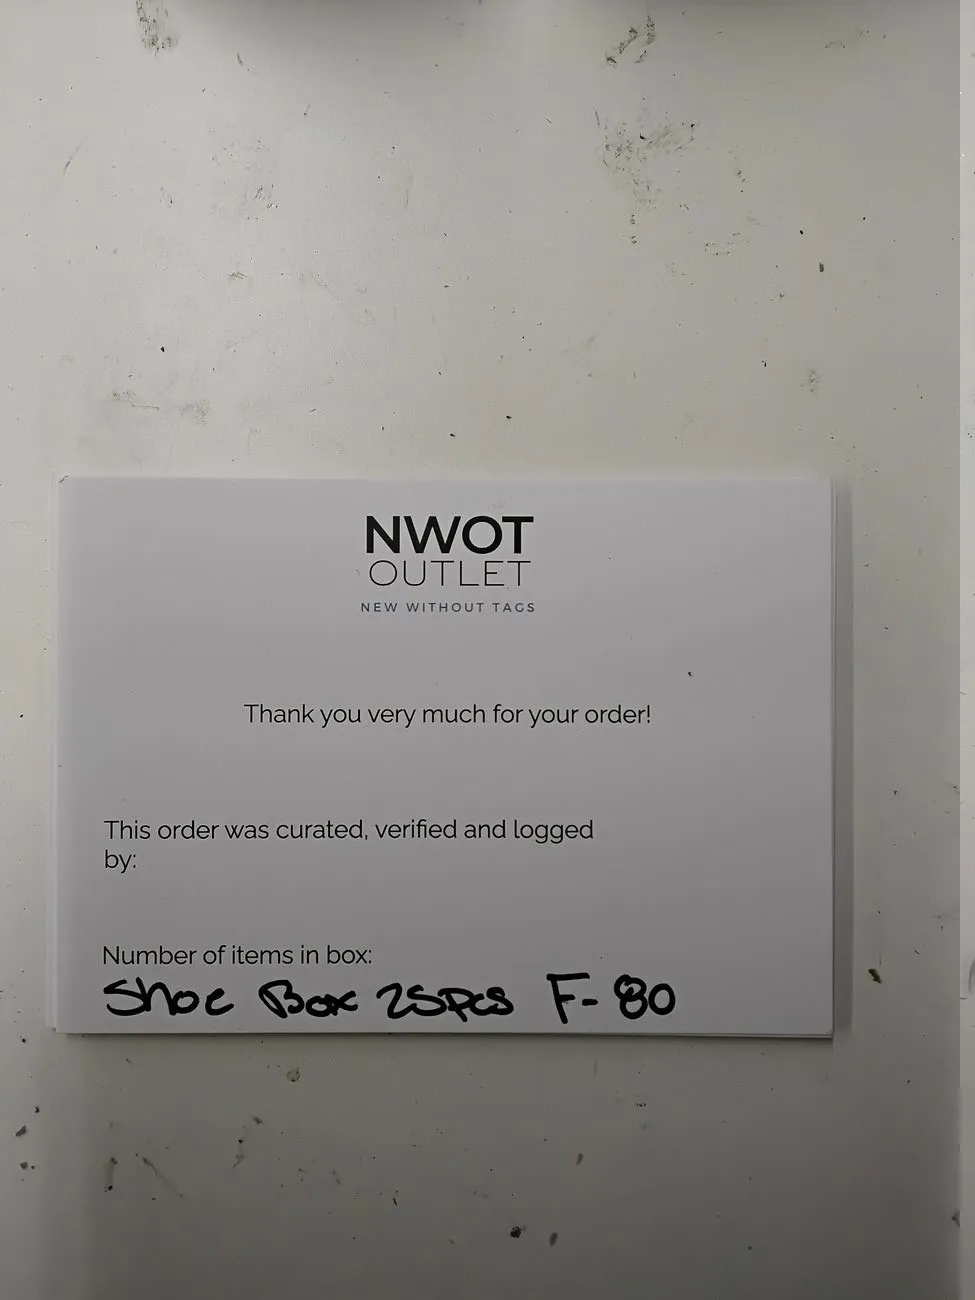 NWOT
OUTLET
NEW WITHOUT TAGS
Thank you very much for your order!
This order was curated, verified and logged
by:
Number of items in box:
Shoe Box 25pcs F-80